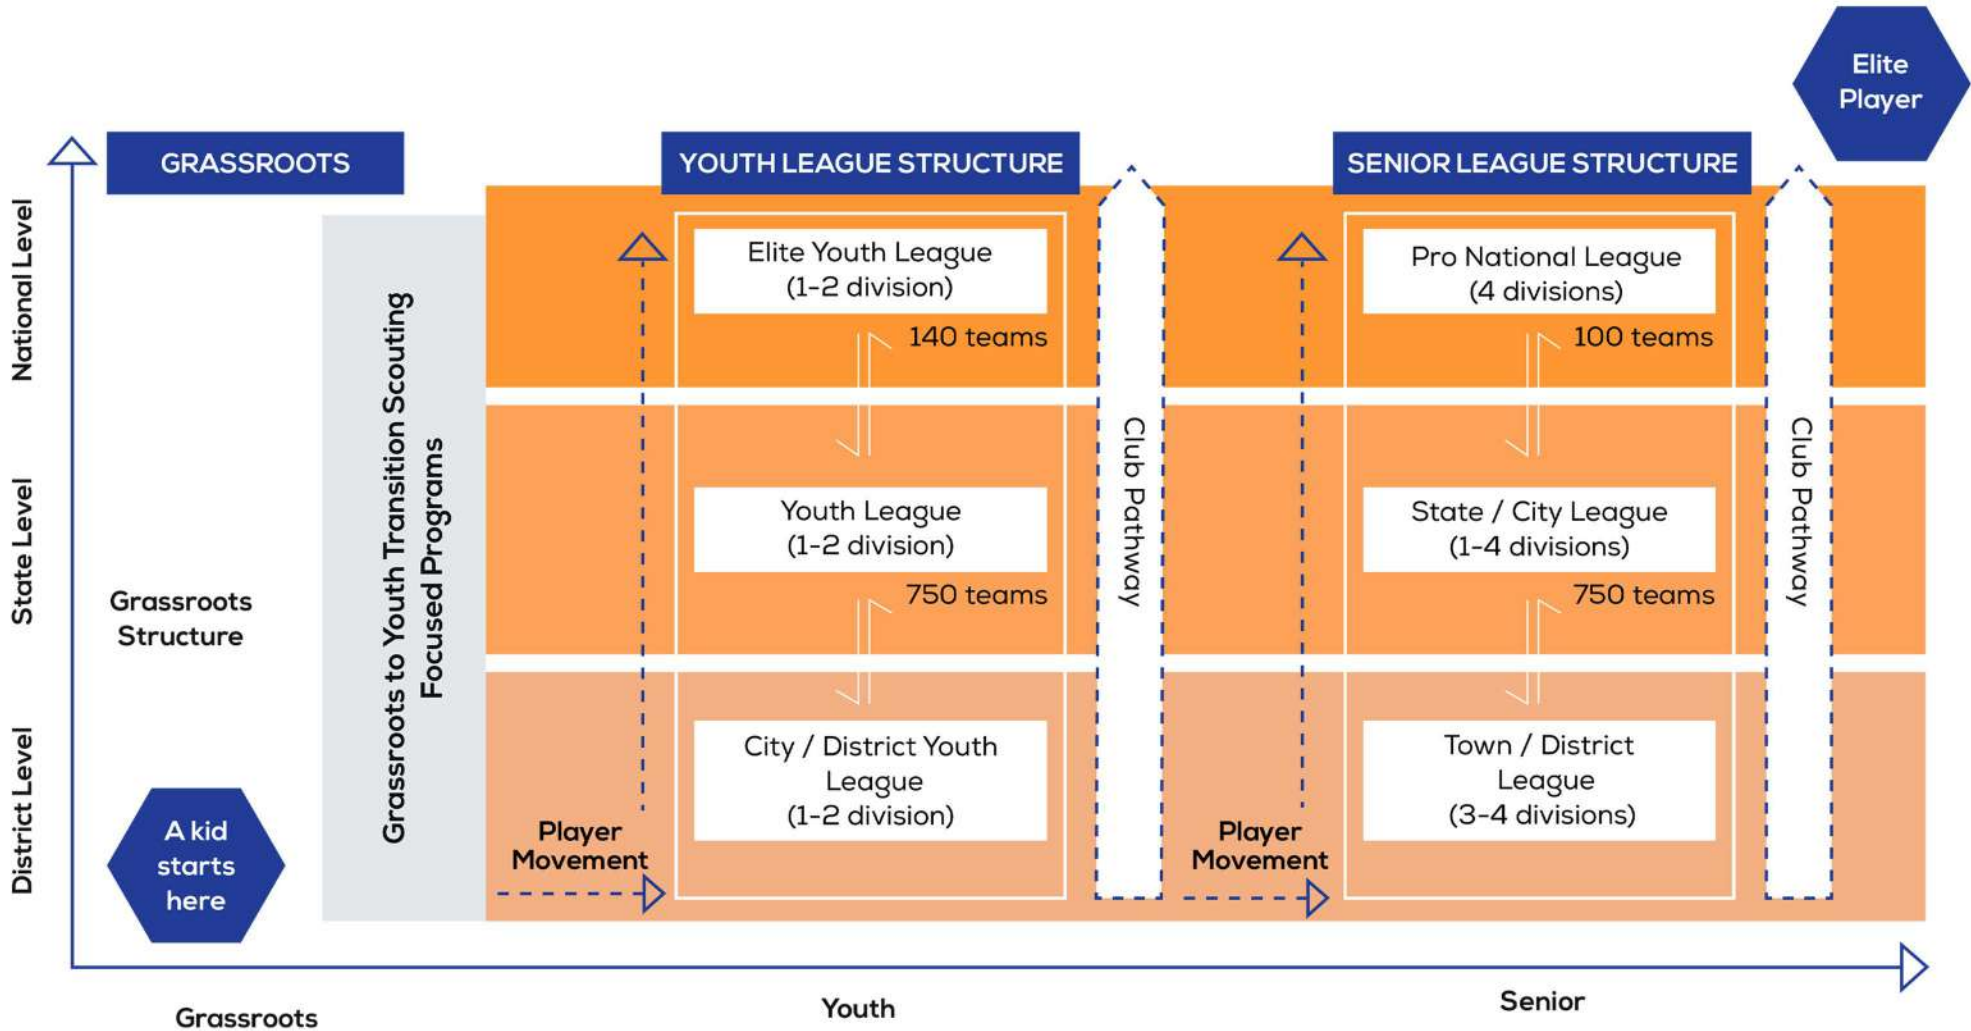 Elite
Player
GRASSROOTS
YOUTH LEAGUE STRUCTURE
SENIOR LEAGUE STRUCTURE
National Level
State Level
District Level
Grassroots
Structure
A kid
starts
here
Grassroots to Youth Transition Scouting
Focused Programs
Player
Movement
Elite Youth League
(1-2 division)
140 teams
Youth League
(1-2 division)
750 teams
City / District Youth
League
(1-2 division)
Club Pathway
Player
Movement
Pro National League
(4 divisions)
100 teams
State / City League
(1-4 divisions)
750 teams
Town / District
League
(3-4 divisions)
Club Pathway
Grassroots
Youth
Senior